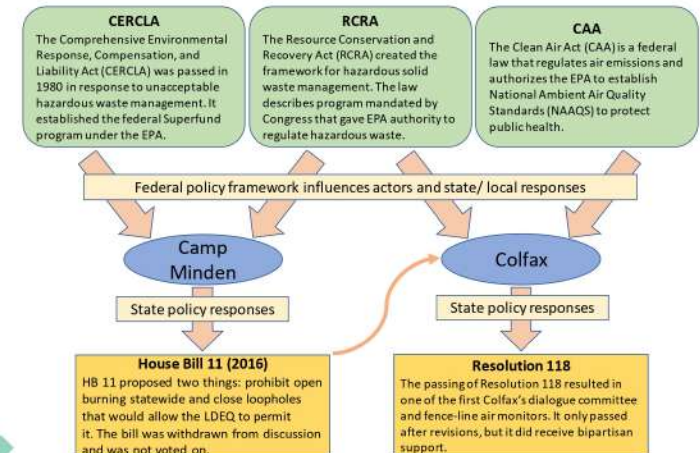 CERCLA
The Comprehensive Environmental
Response, Compensation, and
Liability Act (CERCLA) was passed in
1980 in response to unacceptable
hazardous waste management. It
established the federal Superfund
program under the EPA.
RCRA
The Resource Conservation and
Recovery Act (RCRA) created the
framework for hazardous solid
waste management. The law
describes program mandated by
Congress that gave EPA authority to
regulate hazardous waste.
CAA
The Clean Air Act (CAA) is a federal
law that regulates air emissions and
authorizes the EPA to establish
National Ambient Air Quality
Standards (NAAQS) to protect
public health.
Federal policy framework influences actors and state/ local responses
Camp
Minden
Colfax
State policy responses
State policy responses
House Bill 11 (2016)
HB 11 proposed two things: prohibit open
burning statewide and close loopholes
that would allow the LDEQ to permit
it. The bill was withdrawn from discussion
and was not voted on.
Resolution 118
The passing of Resolution 118 resulted in
one of the first Colfax's dialogue committee
and fence-line air monitors. It only passed
after revisions, but it did receive bipartisan
support.